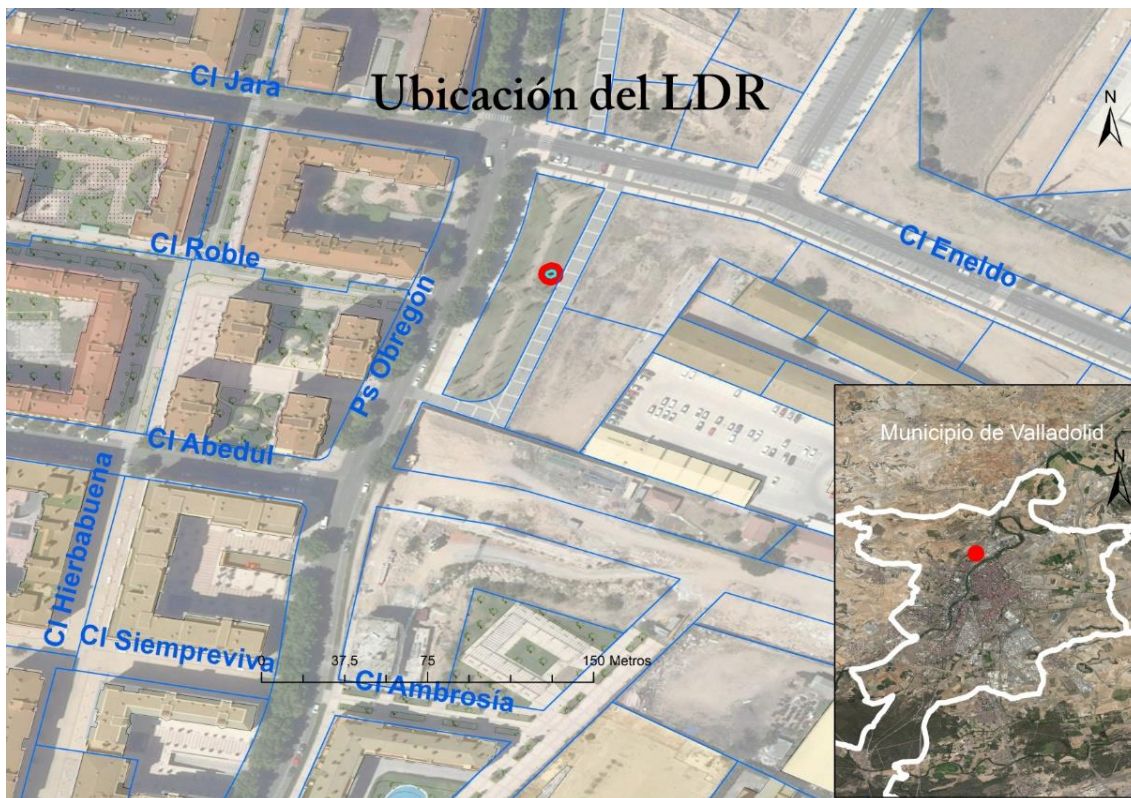 Cl Jara
Ubicación del LDR
N
Cl Roble
Cl Eneldo
Ps Obregón
Cl Abedul
Municipio de Valladolid
N
Cl Hierbabuena
Cl Siempreviva
0 37,5 75 150 Metros
Cl Ambrosía